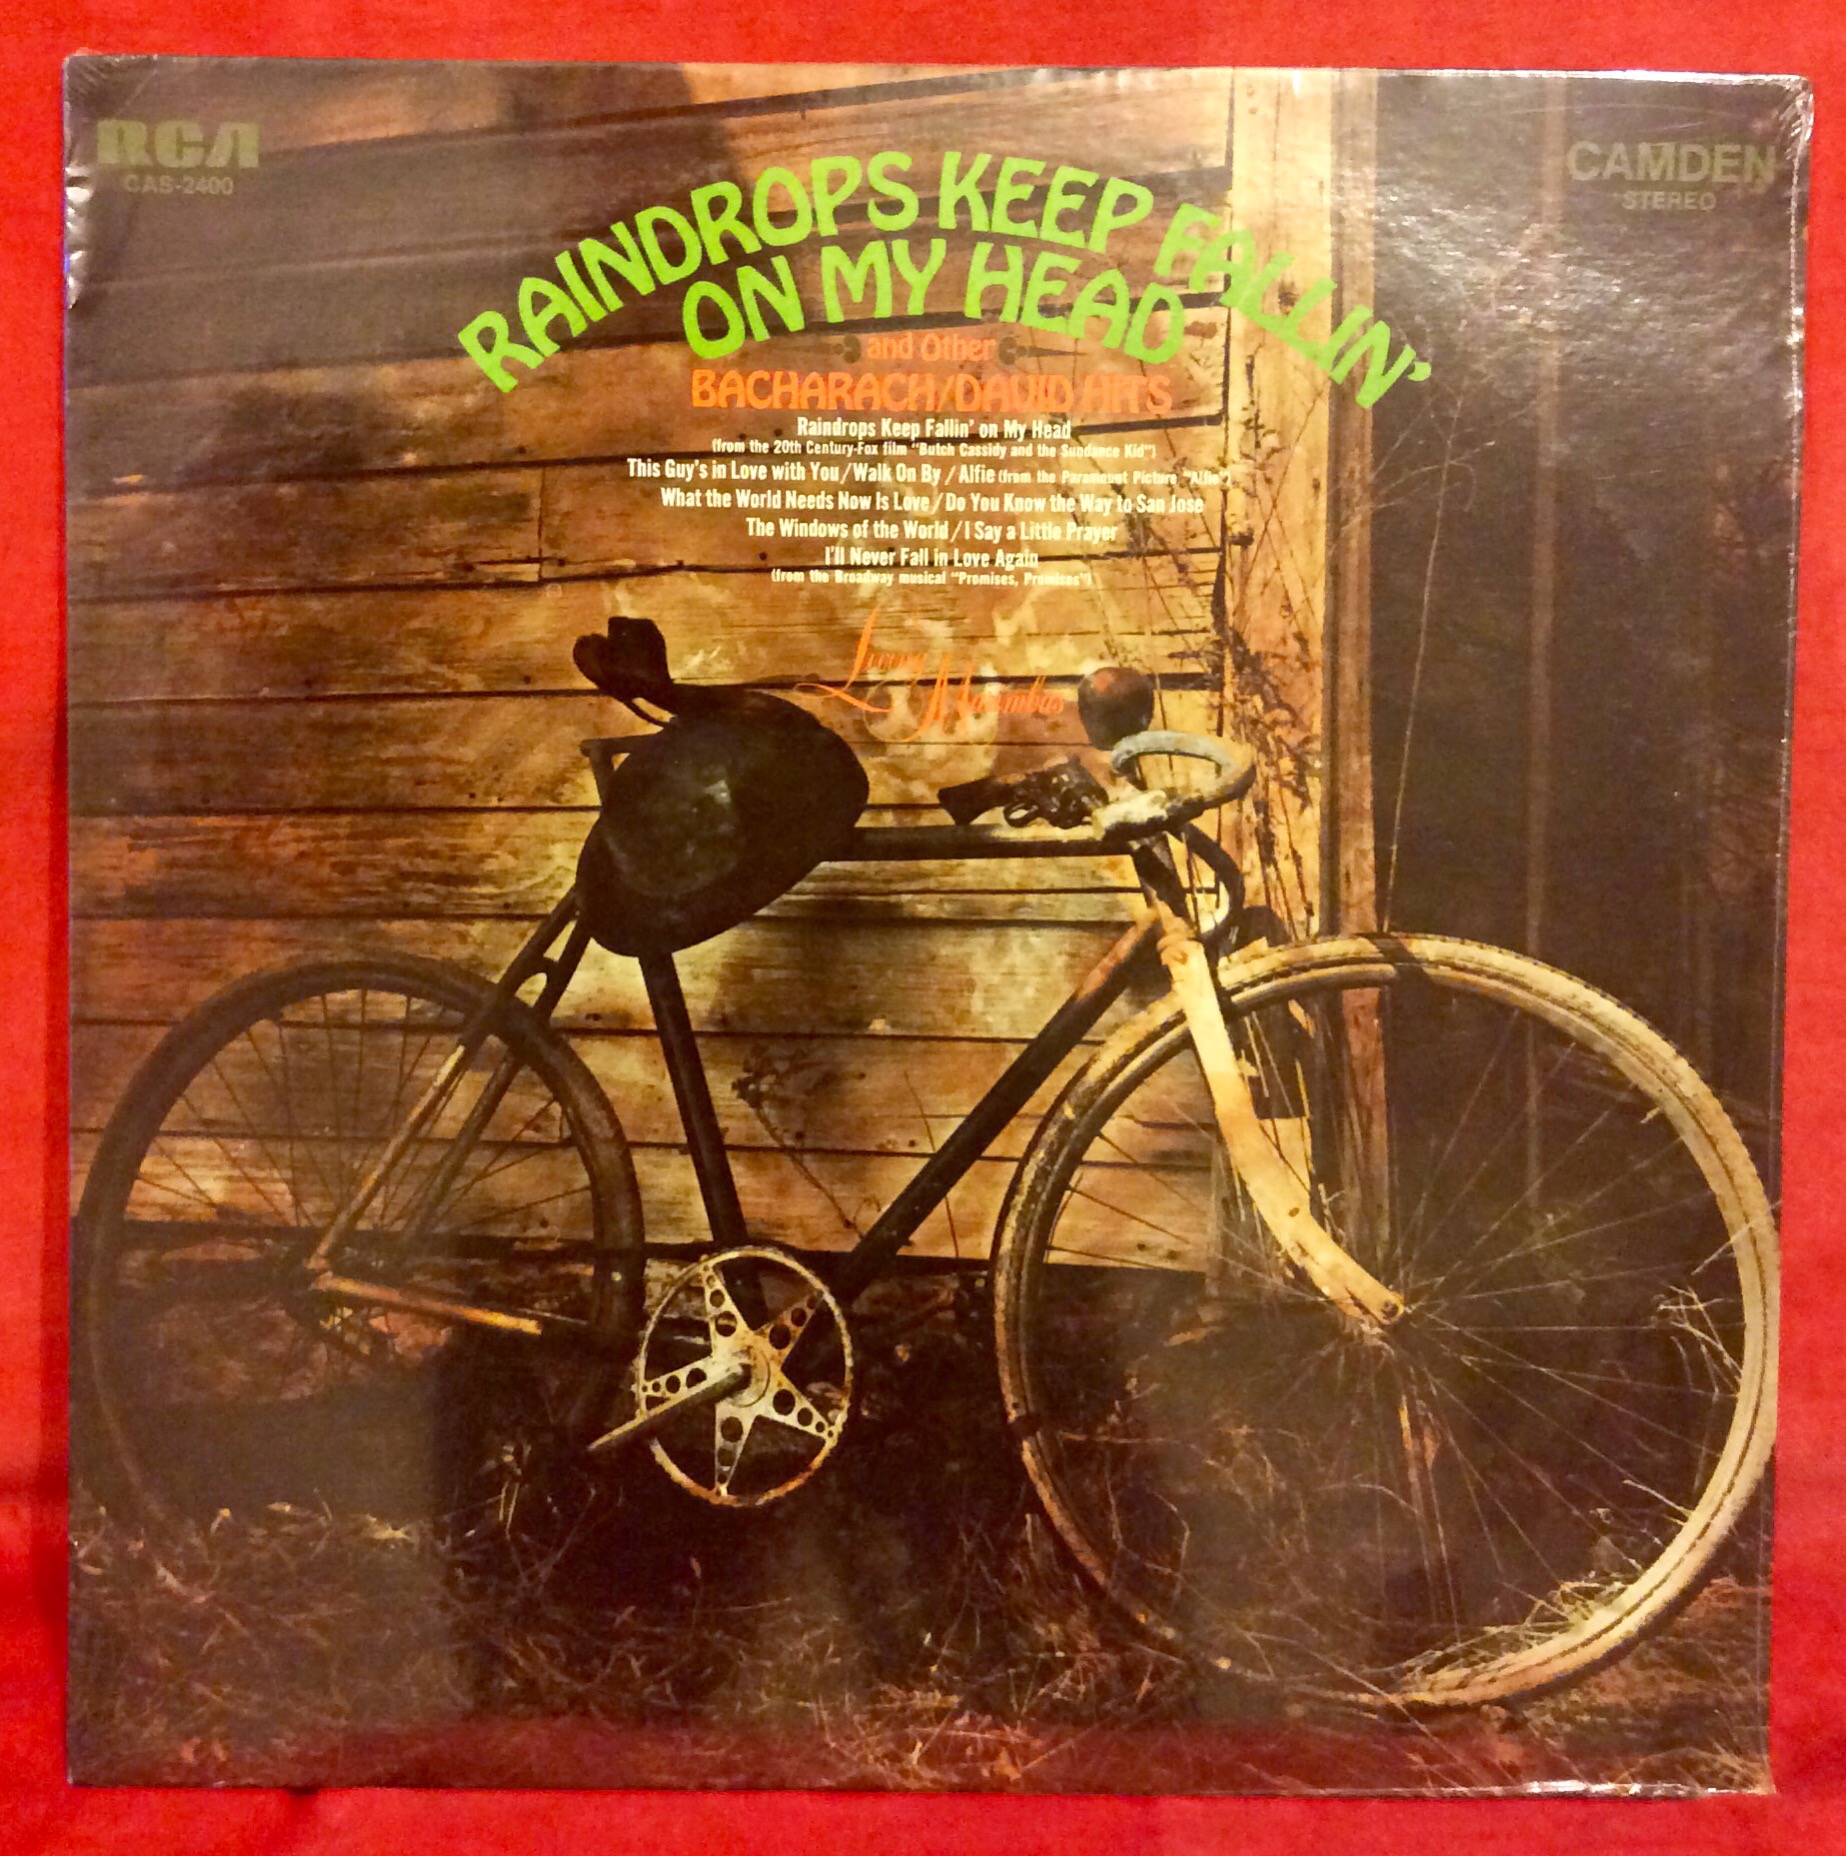 RCA
CAS-2400
CAMDEN
STEREO
RAINDROPS KEEP FALLIN'
ON MY HEAD
and Other
BACHARACH/DAVID HITS
Raindrops Keep Fallin' on My Head
(from the 20th Century-Fox film "Butch Cassidy and the Sundance Kid")
This Guy's in Love with You/Walk On By/Alfie (from the Paramount Picture "Alfie")
What the World Needs Now Is Love/Do You Know the Way to San Jose
The Windows of the World/I Say a Little Prayer
I'll Never Fall in Love Again
(from the Broadway musical "Promises, Promises")
Living
Marimbas